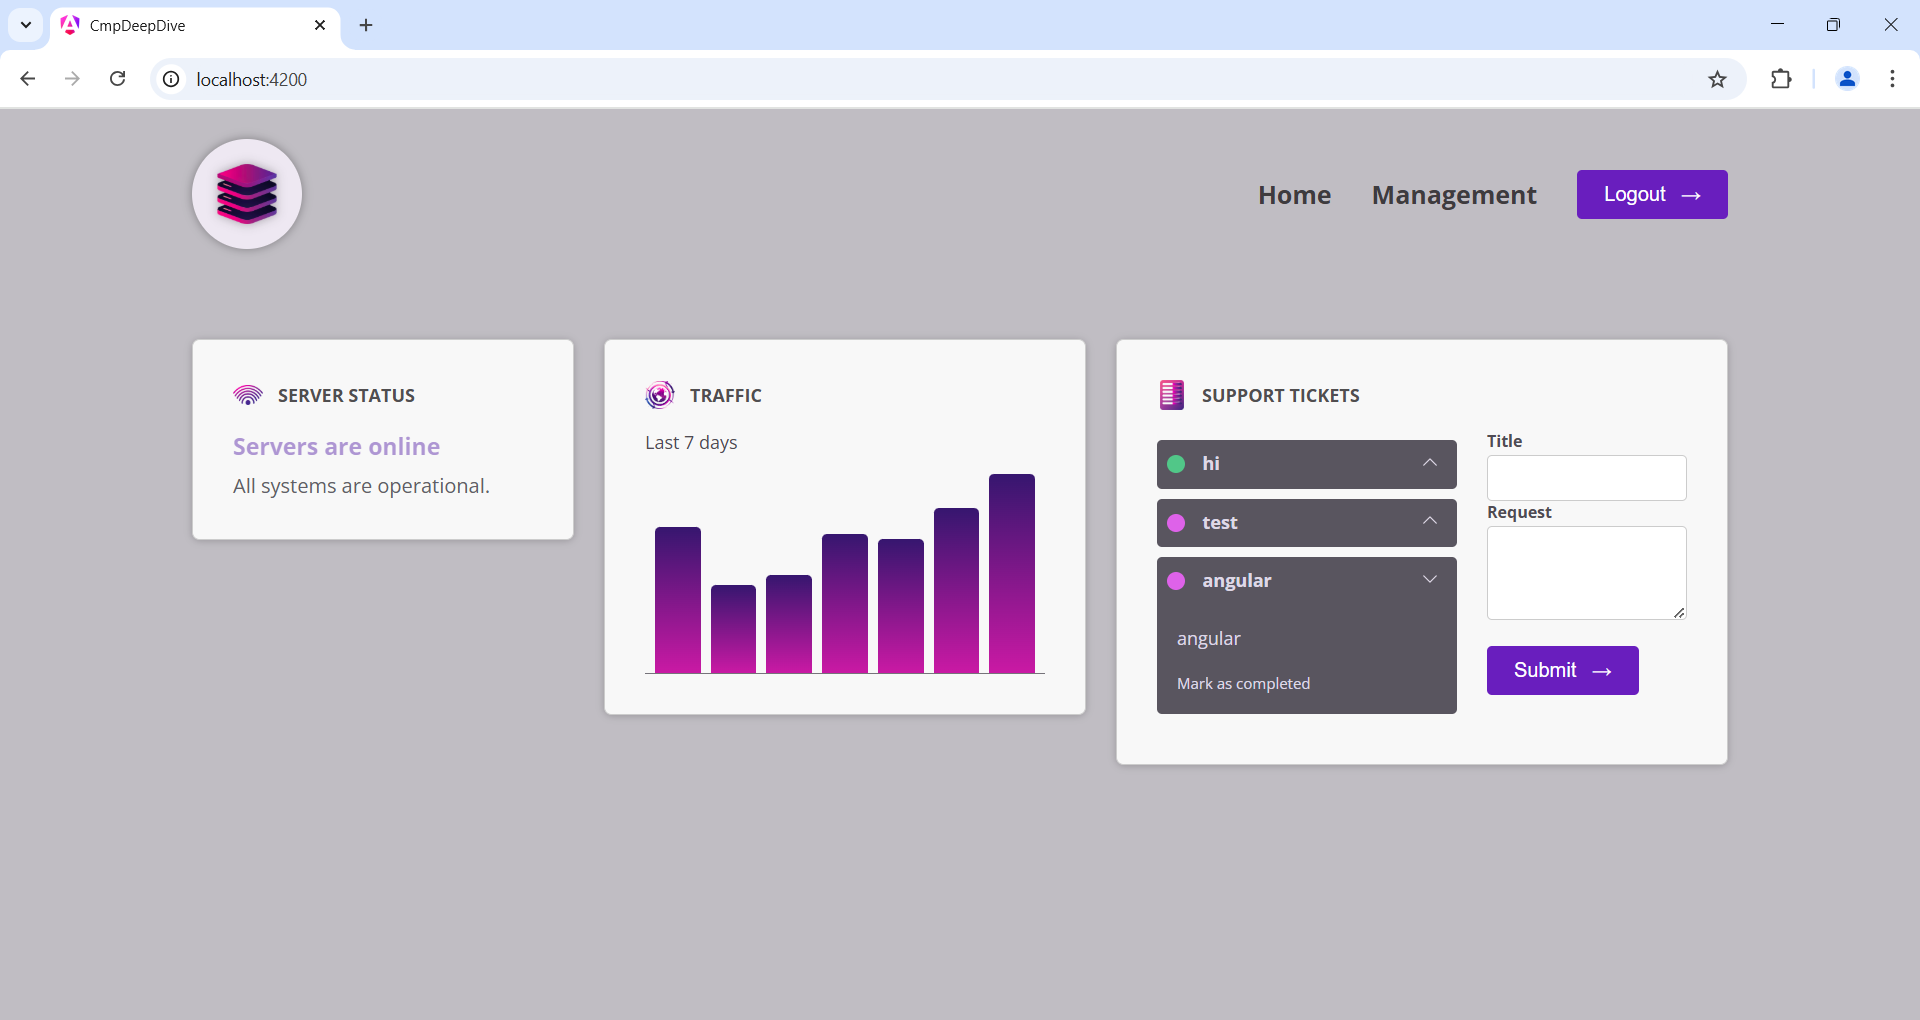 CmpDeepDive
localhost:4200
Home Management Logout →
SERVER STATUS
Servers are online
All systems are operational.
TRAFFIC
Last 7 days
SUPPORT TICKETS
hi
test
angular
angular
Mark as completed
Title
Request
Submit →